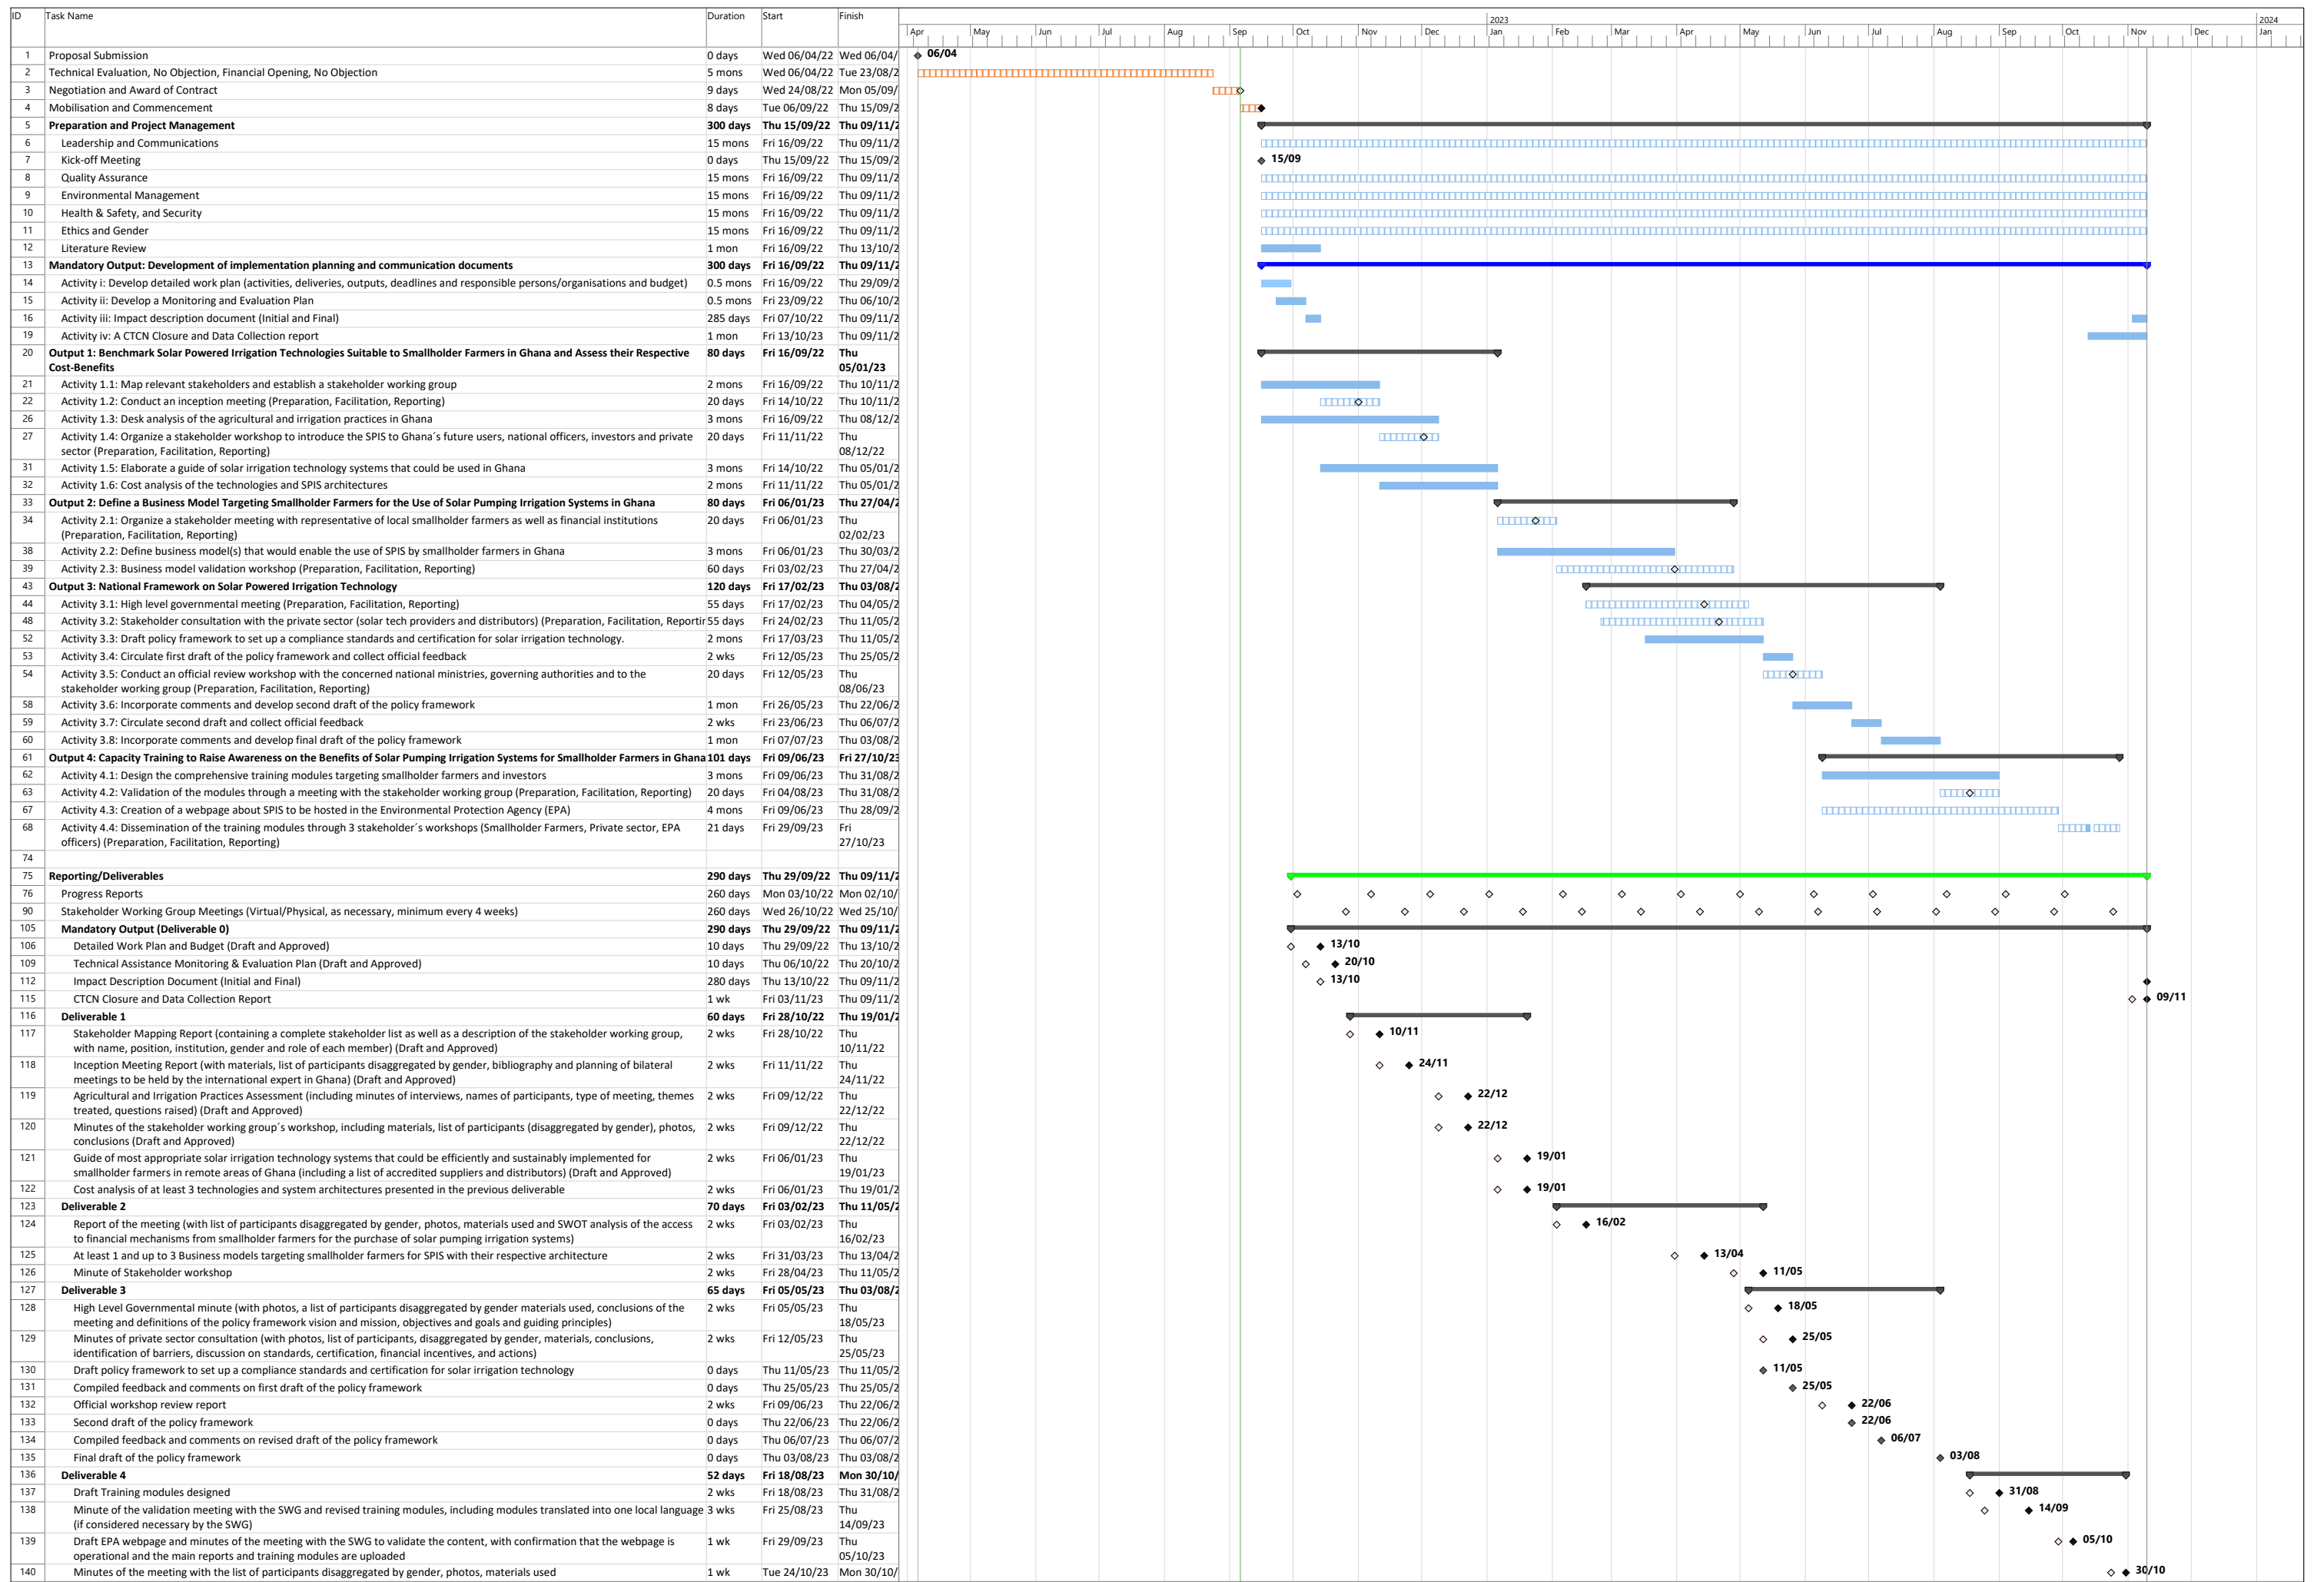 ID Task Name Duration Start Finish
2023 2024
Apr May Jun Jul Aug Sep Oct Nov Dec Jan Feb Mar Apr May Jun Jul Aug Sep Oct Nov Dec Jan
1 Proposal Submission 0 days Wed 06/04/22 Wed 06/04/ 06/04
2 Technical Evaluation, No Objection, Financial Opening, No Objection 5 mons Wed 06/04/22 Tue 23/08/2
3 Negotiation and Award of Contract 9 days Wed 24/08/22 Mon 05/09/
4 Mobilisation and Commencement 8 days Tue 06/09/22 Thu 15/09/2
5 Preparation and Project Management 300 days Thu 15/09/22 Thu 09/11/2
6 Leadership and Communications 15 mons Fri 16/09/22 Thu 09/11/2
7 Kick-off Meeting 0 days Thu 15/09/22 Thu 15/09/2 15/09
8 Quality Assurance 15 mons Fri 16/09/22 Thu 09/11/2
9 Environmental Management 15 mons Fri 16/09/22 Thu 09/11/2
10 Health & Safety, and Security 15 mons Fri 16/09/22 Thu 09/11/2
11 Ethics and Gender 15 mons Fri 16/09/22 Thu 09/11/2
12 Literature Review 1 mon Fri 16/09/22 Thu 13/10/2
13 Mandatory Output: Development of implementation planning and communication documents 300 days Fri 16/09/22 Thu 09/11/2
14 Activity i: Develop detailed work plan (activities, deliveries, outputs, deadlines and responsible persons/organisations and budget) 0.5 mons Fri 16/09/22 Thu 29/09/2
15 Activity ii: Develop a Monitoring and Evaluation Plan 0.5 mons Fri 23/09/22 Thu 06/10/2
16 Activity iii: Impact description document (Initial and Final) 285 days Fri 07/10/22 Thu 09/11/2
19 Activity iv: A CTCN Closure and Data Collection report 1 mon Fri 13/10/23 Thu 09/11/2
20 Output 1: Benchmark Solar Powered Irrigation Technologies Suitable to Smallholder Farmers in Ghana and Assess their Respective 80 days Fri 16/09/22 Thu
Cost-Benefits 05/01/23
21 Activity 1.1: Map relevant stakeholders and establish a stakeholder working group 2 mons Fri 16/09/22 Thu 10/11/2
22 Activity 1.2: Conduct an inception meeting (Preparation, Facilitation, Reporting) 20 days Fri 14/10/22 Thu 10/11/2
26 Activity 1.3: Desk analysis of the agricultural and irrigation practices in Ghana 3 mons Fri 16/09/22 Thu 08/12/2
27 Activity 1.4: Organize a stakeholder workshop to introduce the SPIS to Ghana´s future users, national officers, investors and private 20 days Fri 11/11/22 Thu
sector (Preparation, Facilitation, Reporting) 08/12/22
31 Activity 1.5: Elaborate a guide of solar irrigation technology systems that could be used in Ghana 3 mons Fri 14/10/22 Thu 05/01/2
32 Activity 1.6: Cost analysis of the technologies and SPIS architectures 2 mons Fri 11/11/22 Thu 05/01/2
33 Output 2: Define a Business Model Targeting Smallholder Farmers for the Use of Solar Pumping Irrigation Systems in Ghana 80 days Fri 06/01/23 Thu 27/04/2
34 Activity 2.1: Organize a stakeholder meeting with representative of local smallholder farmers as well as financial institutions 20 days Fri 06/01/23 Thu
(Preparation, Facilitation, Reporting) 02/02/23
38 Activity 2.2: Define business model(s) that would enable the use of SPIS by smallholder farmers in Ghana 3 mons Fri 06/01/23 Thu 30/03/2
39 Activity 2.3: Business model validation workshop (Preparation, Facilitation, Reporting) 60 days Fri 03/02/23 Thu 27/04/2
43 Output 3: National Framework on Solar Powered Irrigation Technology 120 days Fri 17/02/23 Thu 03/08/2
44 Activity 3.1: High level governmental meeting (Preparation, Facilitation, Reporting) 55 days Fri 17/02/23 Thu 04/05/2
48 Activity 3.2: Stakeholder consultation with the private sector (solar tech providers and distributors) (Preparation, Facilitation, Reportin 55 days Fri 24/02/23 Thu 11/05/2
52 Activity 3.3: Draft policy framework to set up a compliance standards and certification for solar irrigation technology. 2 mons Fri 17/03/23 Thu 11/05/2
53 Activity 3.4: Circulate first draft of the policy framework and collect official feedback 2 wks Fri 12/05/23 Thu 25/05/2
54 Activity 3.5: Conduct an official review workshop with the concerned national ministries, governing authorities and to the 20 days Fri 12/05/23 Thu
stakeholder working group (Preparation, Facilitation, Reporting) 08/06/23
58 Activity 3.6: Incorporate comments and develop second draft of the policy framework 1 mon Fri 26/05/23 Thu 22/06/2
59 Activity 3.7: Circulate second draft and collect official feedback 2 wks Fri 23/06/23 Thu 06/07/2
60 Activity 3.8: Incorporate comments and develop final draft of the policy framework 1 mon Fri 07/07/23 Thu 03/08/2
61 Output 4: Capacity Training to Raise Awareness on the Benefits of Solar Pumping Irrigation Systems for Smallholder Farmers in Ghana 101 days Fri 09/06/23 Fri 27/10/23
62 Activity 4.1: Design the comprehensive training modules targeting smallholder farmers and investors 3 mons Fri 09/06/23 Thu 31/08/2
63 Activity 4.2: Validation of the modules through a meeting with the stakeholder working group (Preparation, Facilitation, Reporting) 20 days Fri 04/08/23 Thu 31/08/2
67 Activity 4.3: Creation of a webpage about SPIS to be hosted in the Environmental Protection Agency (EPA) 4 mons Fri 09/06/23 Thu 28/09/2
68 Activity 4.4: Dissemination of the training modules through 3 stakeholder´s workshops (Smallholder Farmers, Private sector, EPA 21 days Fri 29/09/23 Fri
officers) (Preparation, Facilitation, Reporting) 27/10/23
74
75 Reporting/Deliverables 290 days Thu 29/09/22 Thu 09/11/2
76 Progress Reports 260 days Mon 03/10/22 Mon 02/10/
90 Stakeholder Working Group Meetings (Virtual/Physical, as necessary, minimum every 4 weeks) 260 days Wed 26/10/22 Wed 25/10/
105 Mandatory Output (Deliverable 0) 290 days Thu 29/09/22 Thu 09/11/2
106 Detailed Work Plan and Budget (Draft and Approved) 10 days Thu 29/09/22 Thu 13/10/2 13/10
109 Technical Assistance Monitoring & Evaluation Plan (Draft and Approved) 10 days Thu 06/10/22 Thu 20/10/2 20/10
112 Impact Description Document (Initial and Final) 280 days Thu 13/10/22 Thu 09/11/2 13/10
115 CTCN Closure and Data Collection Report 1 wk Fri 03/11/23 Thu 09/11/2 09/11
116 Deliverable 1 60 days Fri 28/10/22 Thu 19/01/2
117 Stakeholder Mapping Report (containing a complete stakeholder list as well as a description of the stakeholder working group, 2 wks Fri 28/10/22 Thu 10/11
with name, position, institution, gender and role of each member) (Draft and Approved) 10/11/22
118 Inception Meeting Report (with materials, list of participants disaggregated by gender, bibliography and planning of bilateral 2 wks Fri 11/11/22 Thu 24/11
meetings to be held by the international expert in Ghana) (Draft and Approved) 24/11/22
119 Agricultural and Irrigation Practices Assessment (including minutes of interviews, names of participants, type of meeting, themes 2 wks Fri 09/12/22 Thu 22/12
treated, questions raised) (Draft and Approved) 22/12/22
120 Minutes of the stakeholder working group´s workshop, including materials, list of participants (disaggregated by gender), photos, 2 wks Fri 09/12/22 Thu 22/12
conclusions (Draft and Approved) 22/12/22
121 Guide of most appropriate solar irrigation technology systems that could be efficiently and sustainably implemented for 2 wks Fri 06/01/23 Thu 19/01
smallholder farmers in remote areas of Ghana (including a list of accredited suppliers and distributors) (Draft and Approved) 19/01/23
122 Cost analysis of at least 3 technologies and system architectures presented in the previous deliverable 2 wks Fri 06/01/23 Thu 19/01/2 19/01
123 Deliverable 2 70 days Fri 03/02/23 Thu 11/05/2
124 Report of the meeting (with list of participants disaggregated by gender, photos, materials used and SWOT analysis of the access 2 wks Fri 03/02/23 Thu 16/02
to financial mechanisms from smallholder farmers for the purchase of solar pumping irrigation systems) 16/02/23
125 At least 1 and up to 3 Business models targeting smallholder farmers for SPIS with their respective architecture 2 wks Fri 31/03/23 Thu 13/04/2 13/04
126 Minute of Stakeholder workshop 2 wks Fri 28/04/23 Thu 11/05/2 11/05
127 Deliverable 3 65 days Fri 05/05/23 Thu 03/08/2
128 High Level Governmental minute (with photos, a list of participants disaggregated by gender materials used, conclusions of the 2 wks Fri 05/05/23 Thu 18/05
meeting and definitions of the policy framework vision and mission, objectives and goals and guiding principles) 18/05/23
129 Minutes of private sector consultation (with photos, list of participants, disaggregated by gender, materials, conclusions, 2 wks Fri 12/05/23 Thu 25/05
identification of barriers, discussion on standards, certification, financial incentives, and actions) 25/05/23
130 Draft policy framework to set up a compliance standards and certification for solar irrigation technology 0 days Thu 11/05/23 Thu 11/05/2 11/05
131 Compiled feedback and comments on first draft of the policy framework 0 days Thu 25/05/23 Thu 25/05/2 25/05
132 Official workshop review report 2 wks Fri 09/06/23 Thu 22/06/2 22/06
133 Second draft of the policy framework 0 days Thu 22/06/23 Thu 22/06/2 22/06
134 Compiled feedback and comments on revised draft of the policy framework 0 days Thu 06/07/23 Thu 06/07/2 06/07
135 Final draft of the policy framework 0 days Thu 03/08/23 Thu 03/08/2 03/08
136 Deliverable 4 52 days Fri 18/08/23 Mon 30/10/
137 Draft Training modules designed 2 wks Fri 18/08/23 Thu 31/08/2 31/08
138 Minute of the validation meeting with the SWG and revised training modules, including modules translated into one local language 3 wks Fri 25/08/23 Thu 14/09
(if considered necessary by the SWG) 14/09/23
139 Draft EPA webpage and minutes of the meeting with the SWG to validate the content, with confirmation that the webpage is 1 wk Fri 29/09/23 Thu 05/10
operational and the main reports and training modules are uploaded 05/10/23
140 Minutes of the meeting with the list of participants disaggregated by gender, photos, materials used 1 wk Tue 24/10/23 Mon 30/10/ 30/10